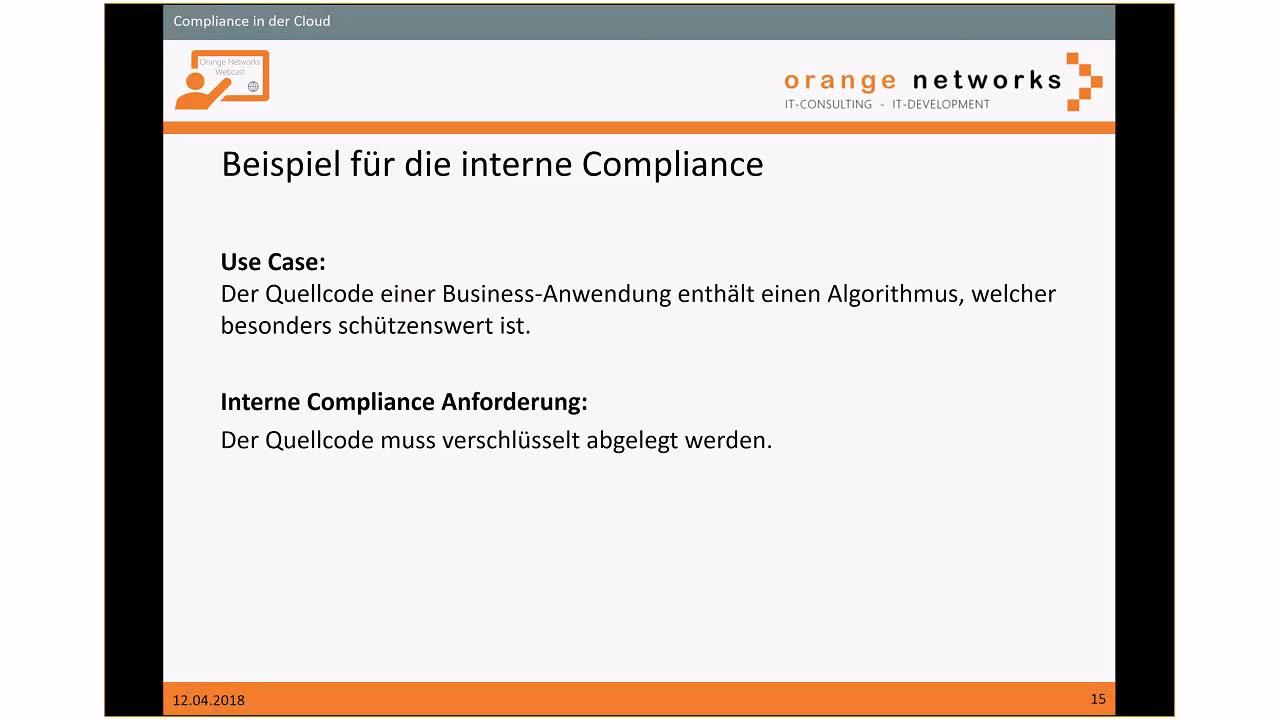 Compliance in der Cloud
Orange Networks
Webcast
orange networks
IT-CONSULTING - IT-DEVELOPMENT
Beispiel für die interne Compliance
Use Case:
Der Quellcode einer Business-Anwendung enthält einen Algorithmus, welcher
besonders schützenswert ist.
Interne Compliance Anforderung:
Der Quellcode muss verschlüsselt abgelegt werden.
12.04.2018
15